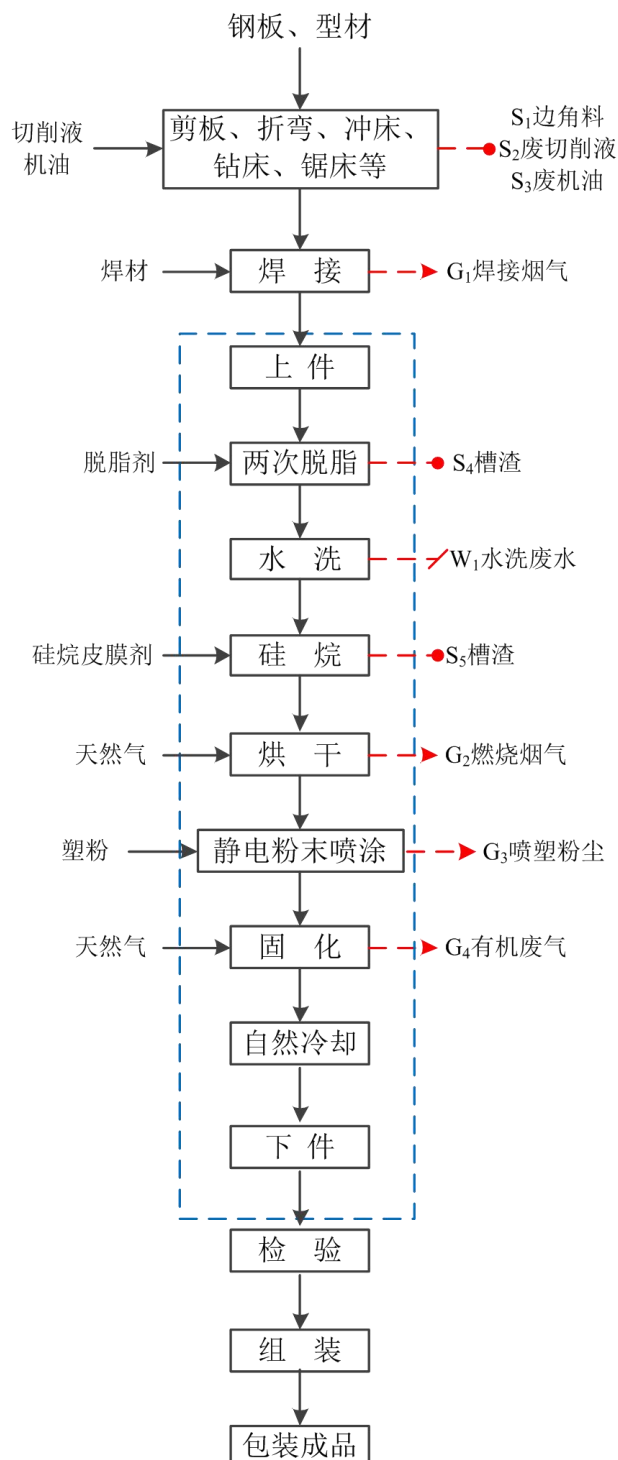 钢板、型材
切削液
机油
剪板、折弯、冲床、
钻床、锯床等
S₁边角料
S₂废切削液
S₃废机油
焊材
焊 接
G₁焊接烟气
上 件
脱脂剂
两次脱脂
S₄槽渣
水 洗
W₁水洗废水
硅烷皮膜剂
硅 烷
S₅槽渣
天然气
烘 干
G₂燃烧烟气
塑粉
静电粉末喷涂
G₃喷塑粉尘
天然气
固 化
G₄有机废气
自然冷却
下 件
检 验
组 装
包装成品